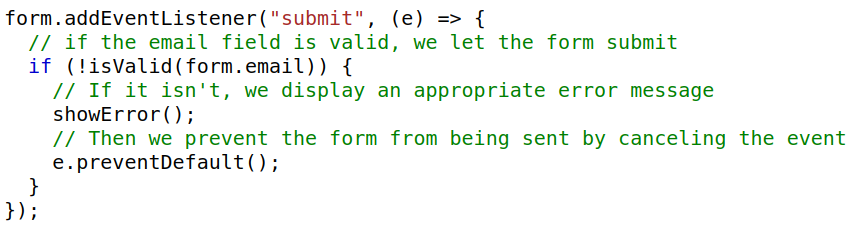 form.addEventListener("submit", (e) => {
  // if the email field is valid, we let the form submit
  if (!isValid(form.email)) {
    // If it isn't, we display an appropriate error message
    showError();
    // Then we prevent the form from being sent by canceling the event
    e.preventDefault();
  }
});